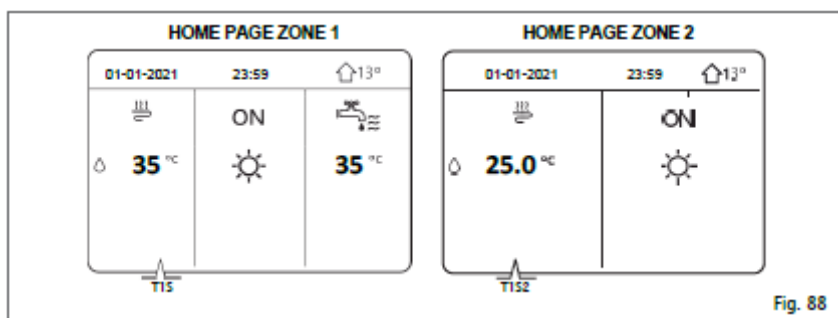 HOME PAGE ZONE 1
HOME PAGE ZONE 2
01-01-2021 23:59 13°
ON
35 °C
35 °C
T1S
01-01-2021 23:59 13°
ON
25.0 °C
T1S2
Fig. 88